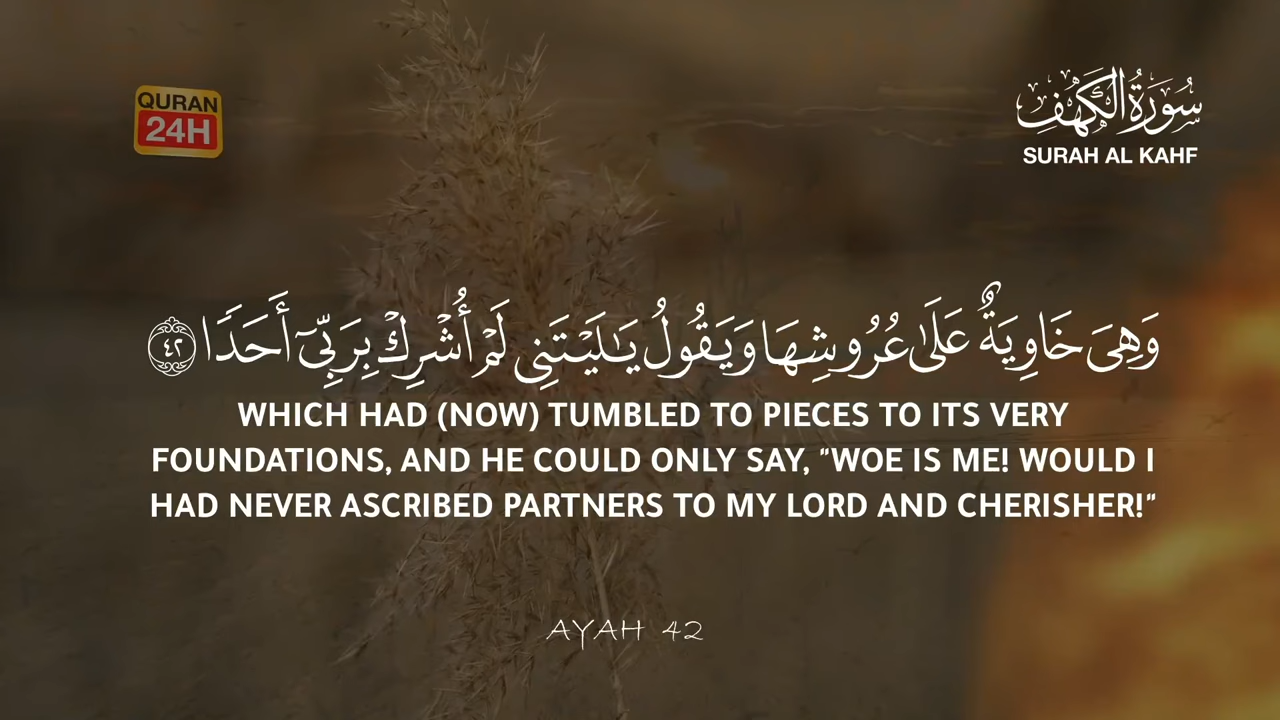 QURAN
24H
سُورَةُ الْكَهْفِ
SURAH AL KAHF
وَهِىَ خَاوِيَةٌ عَلَىٰ عُرُوشِهَا وَيَقُولُ يَـٰلَيْتَنِى لَمْ أُشْرِكْ بِرَبِّىٓ أَحَدًا ٤٢
WHICH HAD (NOW) TUMBLED TO PIECES TO ITS VERY
FOUNDATIONS, AND HE COULD ONLY SAY, "WOE IS ME! WOULD I
HAD NEVER ASCRIBED PARTNERS TO MY LORD AND CHERISHER!"
AYAH 42